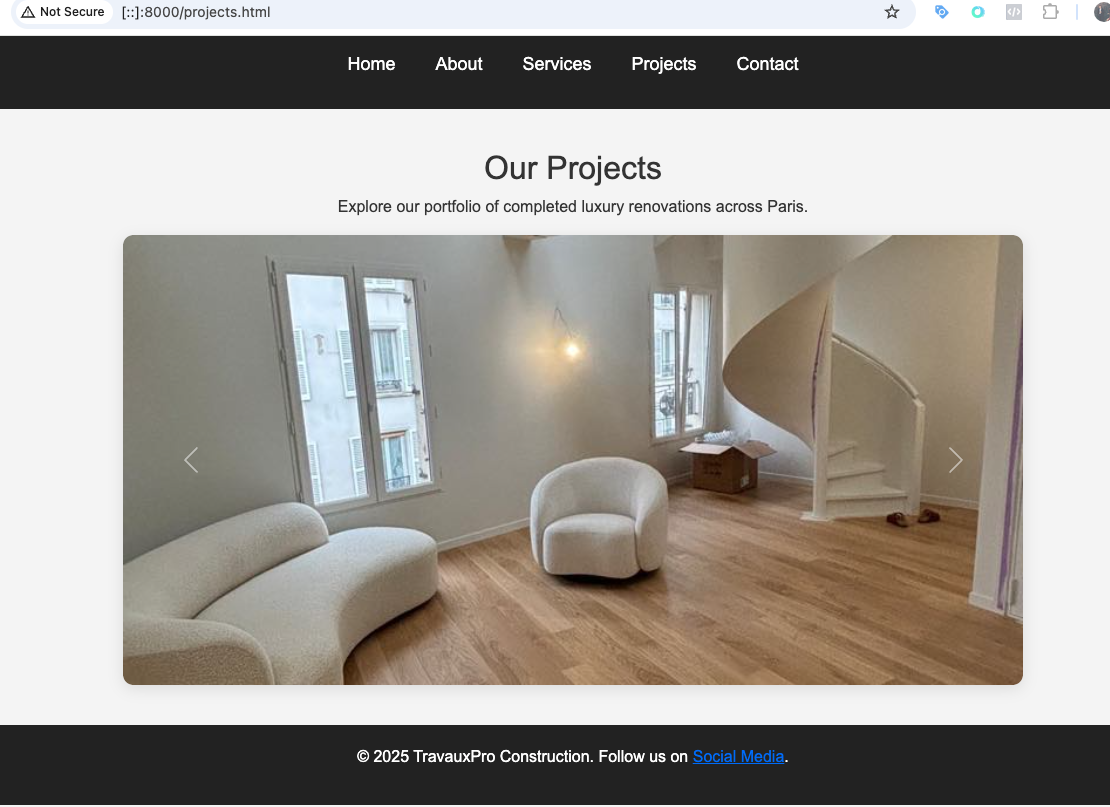 Not Secure [::]:8000/projects.html
Home About Services Projects Contact
Our Projects
Explore our portfolio of completed luxury renovations across Paris.
© 2025 TravauxPro Construction. Follow us on Social Media.